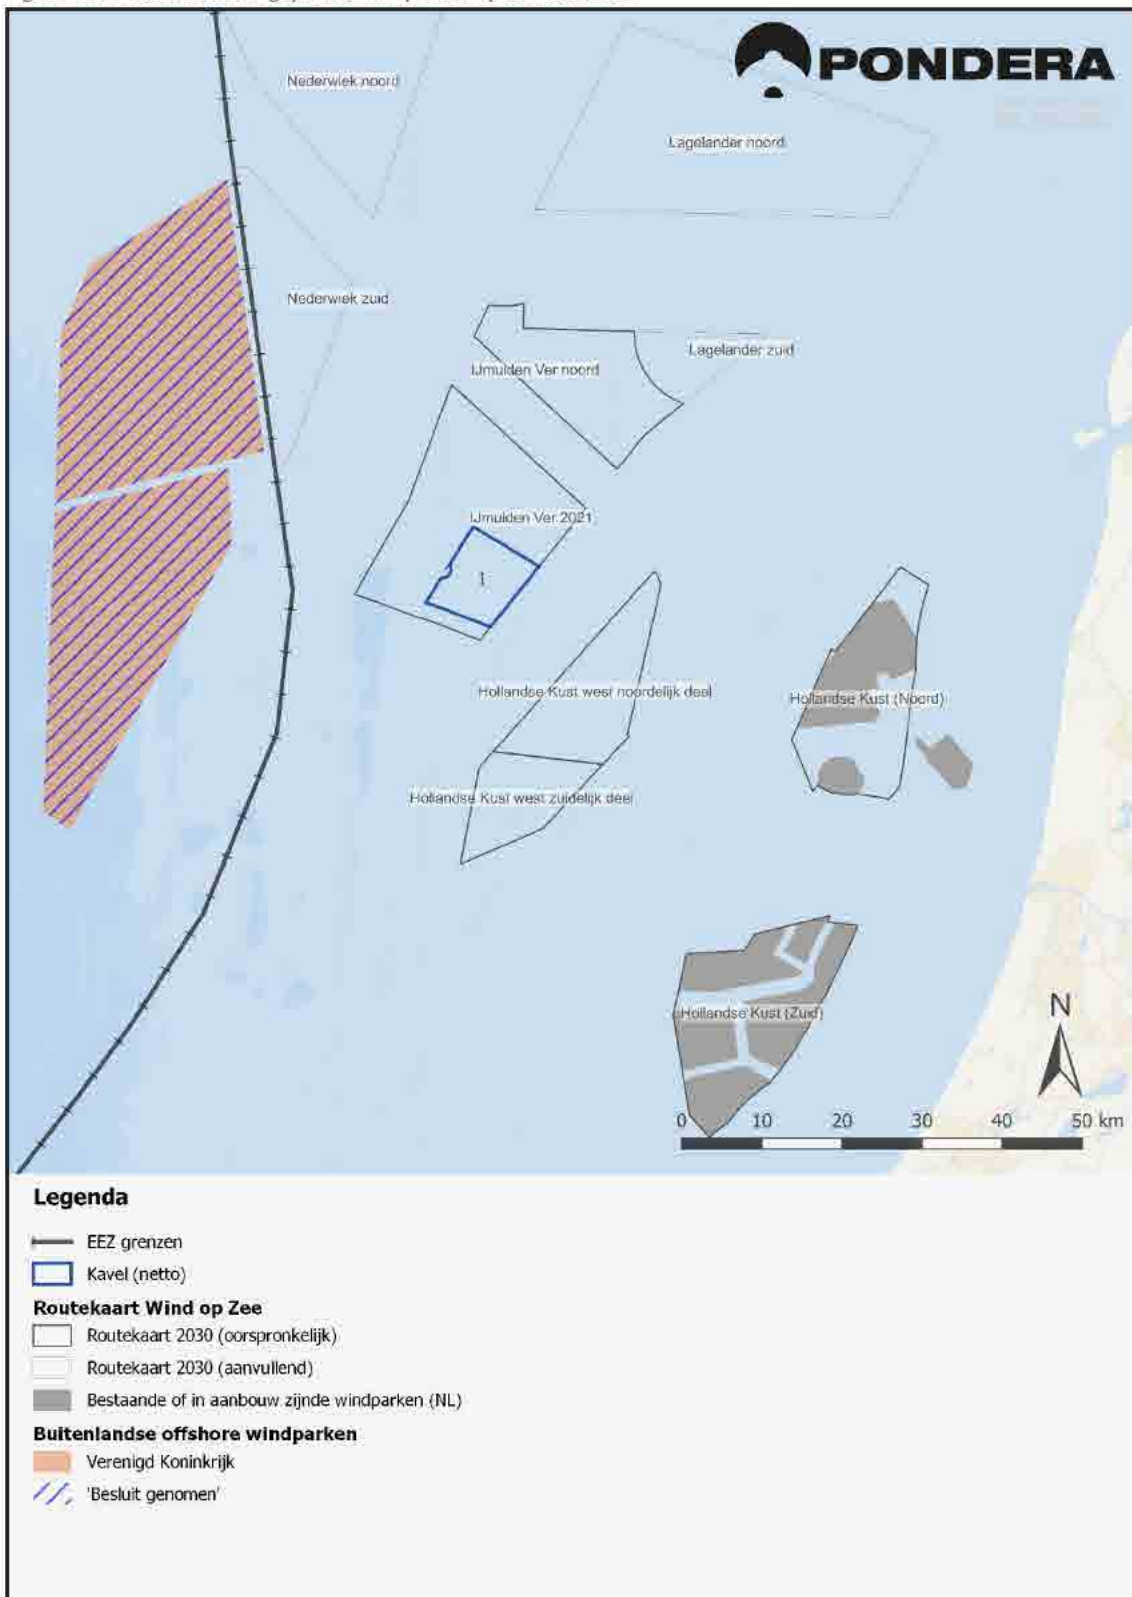 PONDERA
Nederwiek noord
Lagelander noord
Nederwiek zuid
Lagelander zuid
IJmuiden Ver noord
IJmuiden Ver 2021
1
Hollandse Kust west noordelijk deel
Hollandse Kust (Noord)
Hollandse Kust west zuidelijk deel
Hollandse Kust (Zuid)
N
0 10 20 30 40 50 km
Legenda
EEZ grenzen
Kavel (netto)
Routekaart Wind op Zee
Routekaart 2030 (oorspronkelijk)
Routekaart 2030 (aanvullend)
Bestaande of in aanbouw zijnde windparken (NL)
Buitenlandse offshore windparken
Verenigd Koninkrijk
'Besluit genomen'